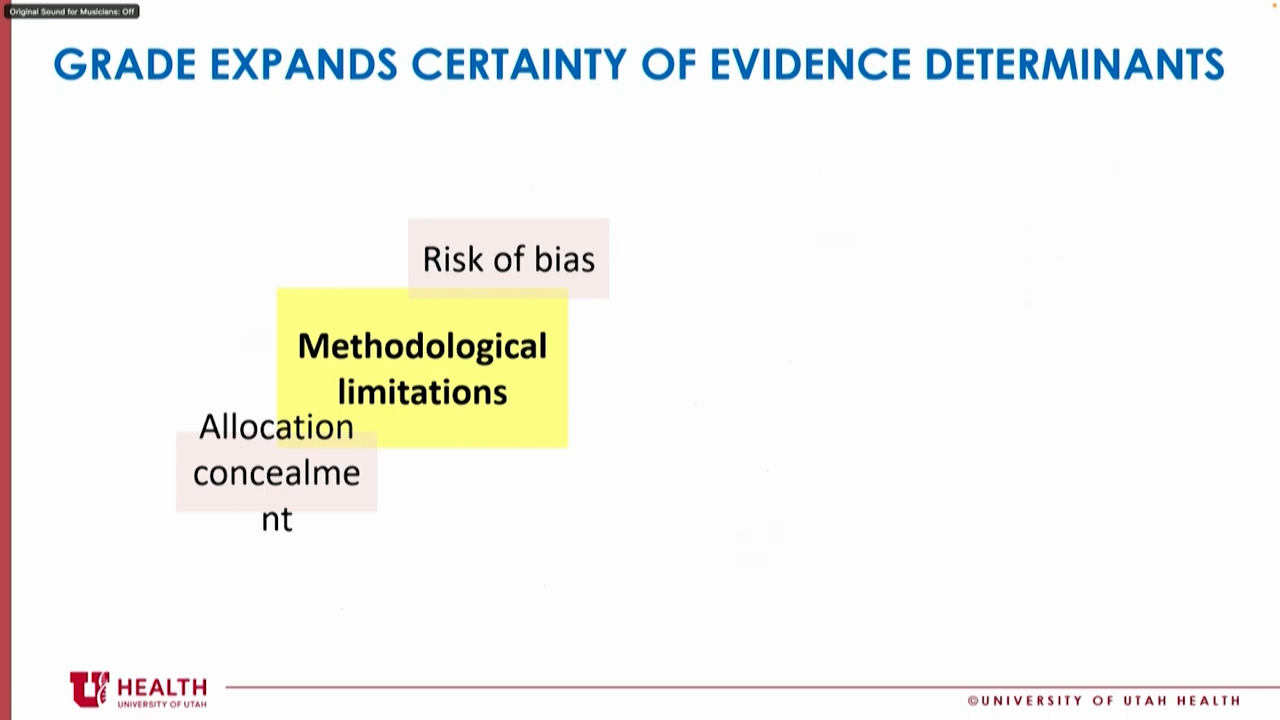 Original Sound for Musicians: Off
GRADE EXPANDS CERTAINTY OF EVIDENCE DETERMINANTS
Risk of bias
Methodological
limitations
Allocation
concealme
nt
U HEALTH
UNIVERSITY OF UTAH
©UNIVERSITY OF UTAH HEALTH